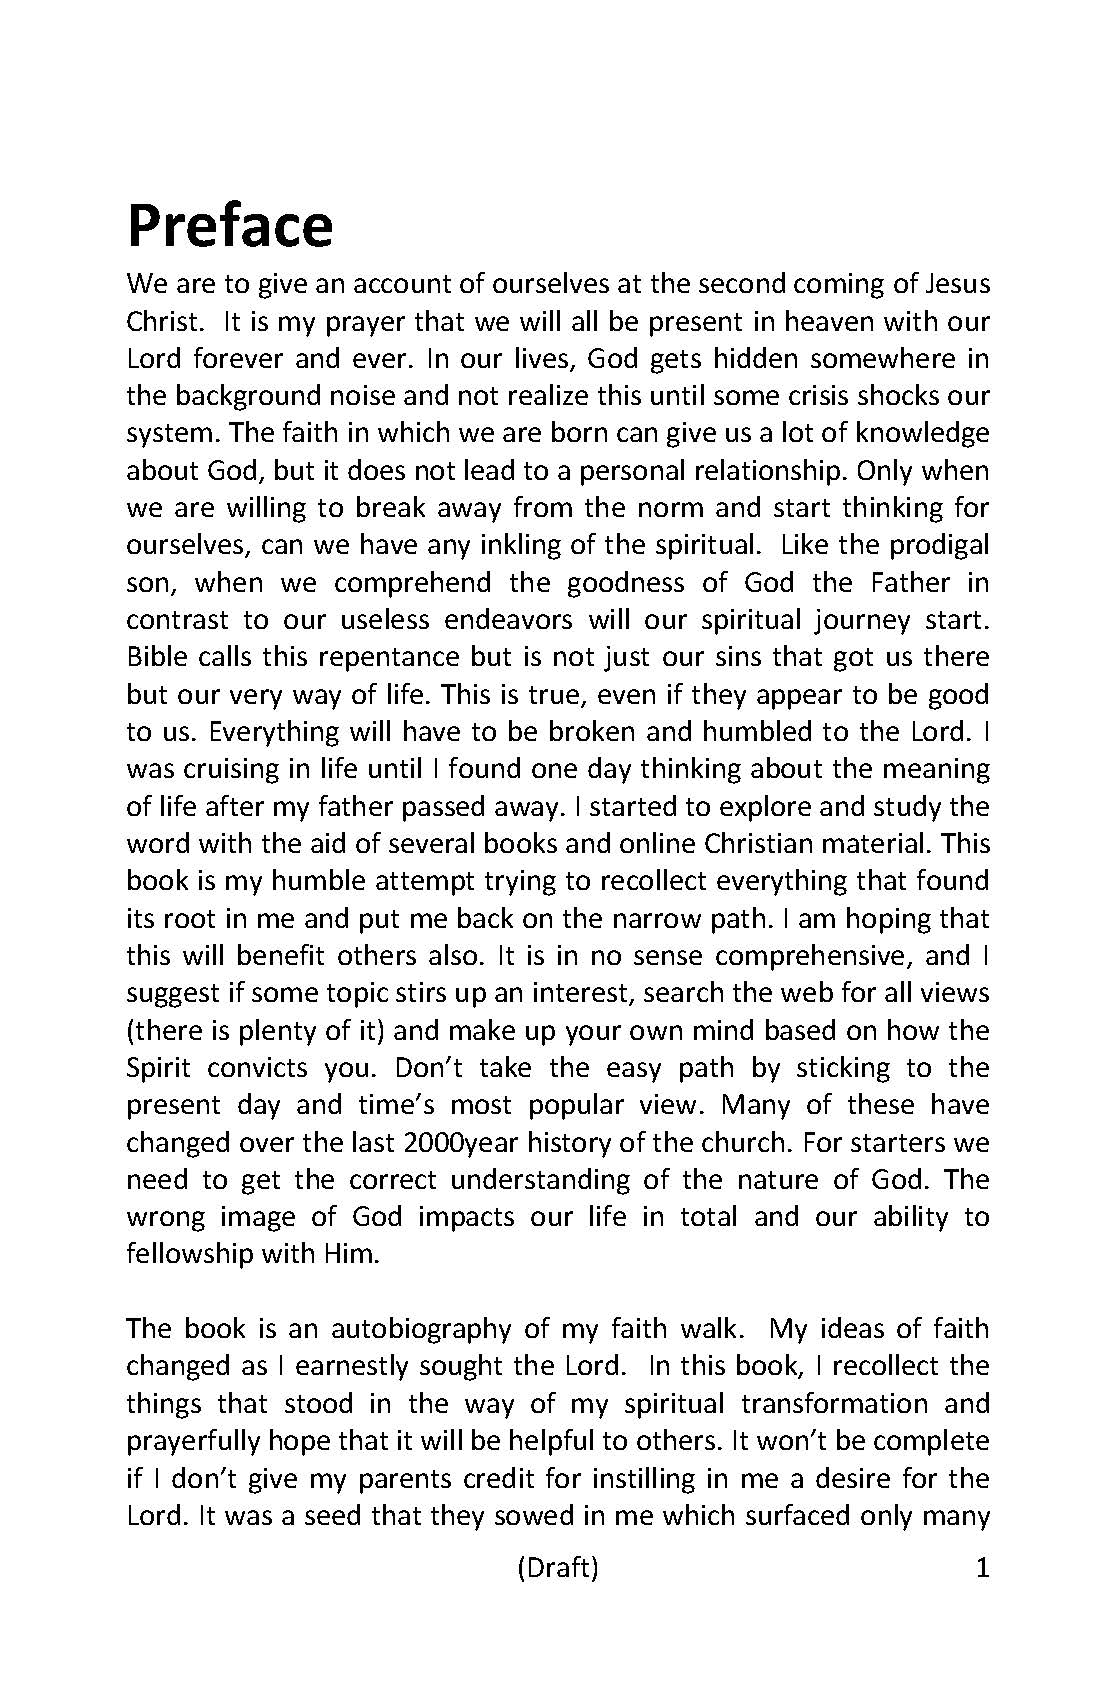 Preface
We are to give an account of ourselves at the second coming of Jesus
Christ.  It is my prayer that we will all be present in heaven with our
Lord forever and ever. In our lives, God gets hidden somewhere in
the background noise and not realize this until some crisis shocks our
system. The faith in which we are born can give us a lot of knowledge
about God, but it does not lead to a personal relationship. Only when
we are willing to break away from the norm and start thinking for
ourselves, can we have any inkling of the spiritual.  Like the prodigal
son, when we comprehend the goodness of God the Father in
contrast to our useless endeavors will our spiritual journey start.
Bible calls this repentance but is not just our sins that got us there
but our very way of life. This is true, even if they appear to be good
to us. Everything will have to be broken and humbled to the Lord. I
was cruising in life until I found one day thinking about the meaning
of life after my father passed away. I started to explore and study the
word with the aid of several books and online Christian material. This
book is my humble attempt trying to recollect everything that found
its root in me and put me back on the narrow path. I am hoping that
this will benefit others also. It is in no sense comprehensive, and I
suggest if some topic stirs up an interest, search the web for all views
(there is plenty of it) and make up your own mind based on how the
Spirit convicts you. Don’t take the easy path by sticking to the
present day and time’s most popular view. Many of these have
changed over the last 2000year history of the church. For starters we
need to get the correct understanding of the nature of God. The
wrong image of God impacts our life in total and our ability to
fellowship with Him.
The book is an autobiography of my faith walk.  My ideas of faith
changed as I earnestly sought the Lord.  In this book, I recollect the
things that stood in the way of my spiritual transformation and
prayerfully hope that it will be helpful to others. It won’t be complete
if I don’t give my parents credit for instilling in me a desire for the
Lord. It was a seed that they sowed in me which surfaced only many
(Draft) 1